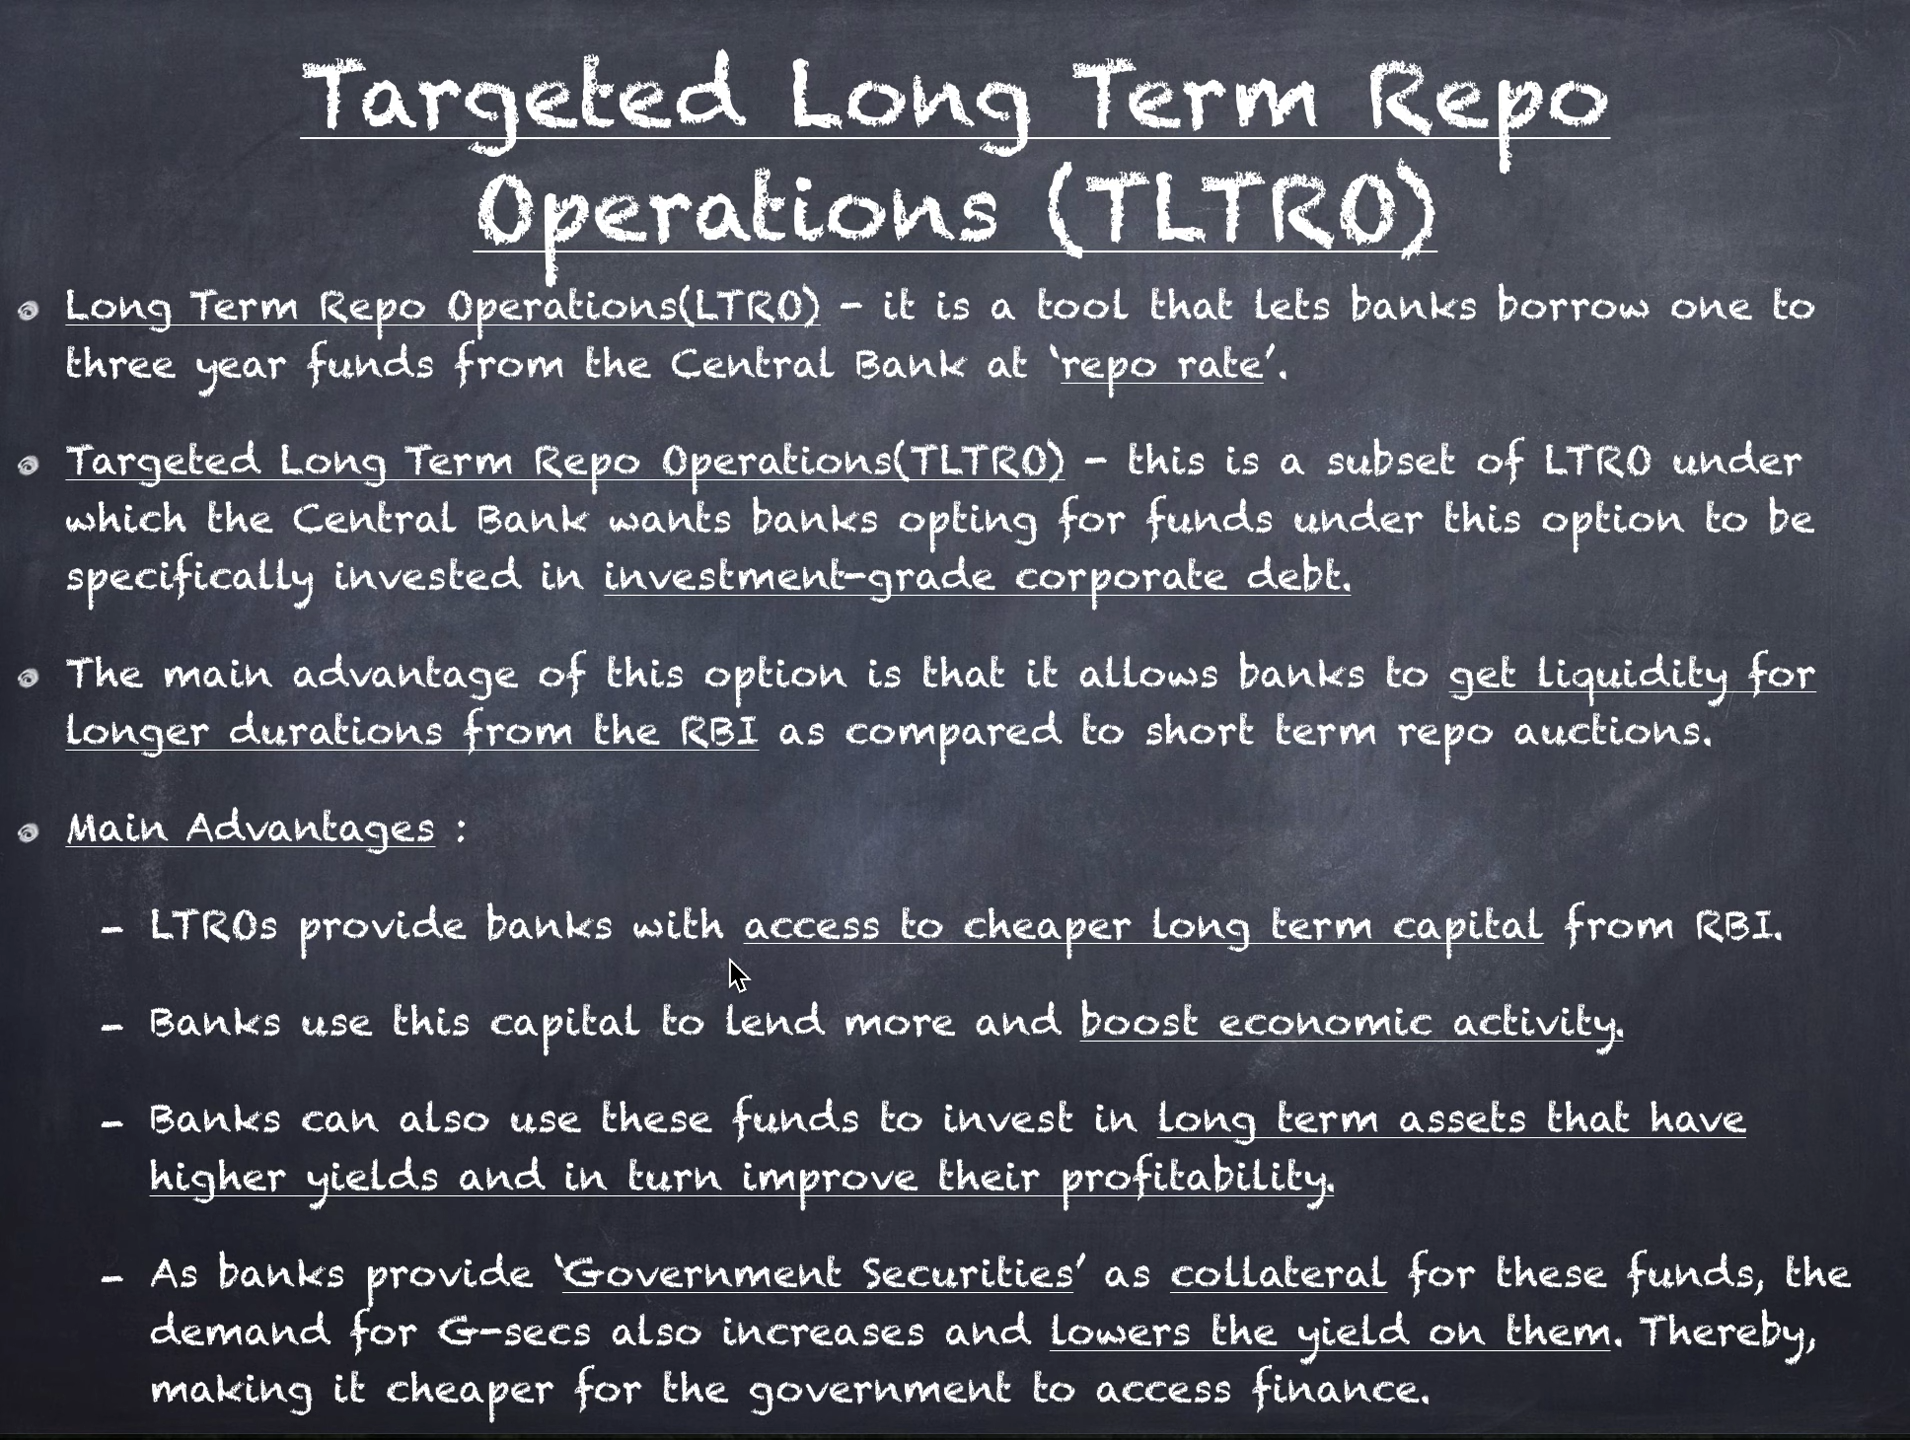 Targeted Long Term Repo
Operations (TLTRO)
Long Term Repo Operations(LTRO) - it is a tool that lets banks borrow one to
three year funds from the Central Bank at ‘repo rate’.
Targeted Long Term Repo Operations(TLTRO) - this is a subset of LTRO under
which the Central Bank wants banks opting for funds under this option to be
specifically invested in investment-grade corporate debt.
The main advantage of this option is that it allows banks to get liquidity for
longer durations from the RBI as compared to short term repo auctions.
Main Advantages :
- LTROs provide banks with access to cheaper long term capital from RBI.
- Banks use this capital to lend more and boost economic activity.
- Banks can also use these funds to invest in long term assets that have
higher yields and in turn improve their profitability.
- As banks provide ‘Government Securities’ as collateral for these funds, the
demand for G-secs also increases and lowers the yield on them. Thereby,
making it cheaper for the government to access finance.